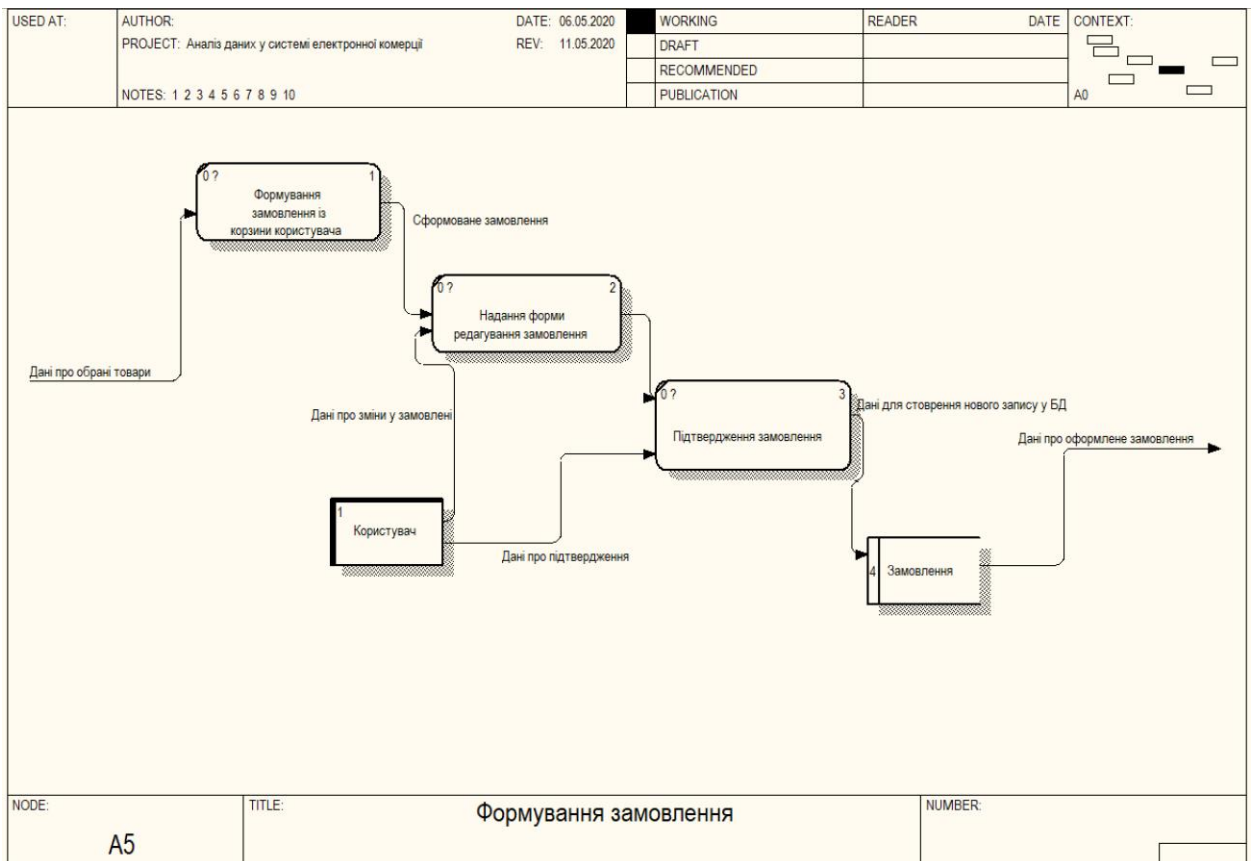 USED AT:
AUTHOR:
DATE: 06.05.2020
PROJECT: Аналіз даних у системі електронної комерції
REV: 11.05.2020
NOTES: 1 2 3 4 5 6 7 8 9 10
WORKING
DRAFT
RECOMMENDED
PUBLICATION
READER
DATE
CONTEXT:
A0
0 ?
1
Формування
замовлення із
корзини користувача
Сформоване замовлення
0 ?
2
Надання форми
редагування замовлення
Дані про обрані товари
0 ?
3
Підтвердження замовлення
Дані для стоврення нового запису у БД
Дані про зміни у замовлені
Дані про оформлене замовлення
1
Користувач
Дані про підтвердження
4
Замовлення
NODE:
A5
TITLE:
Формування замовлення
NUMBER: